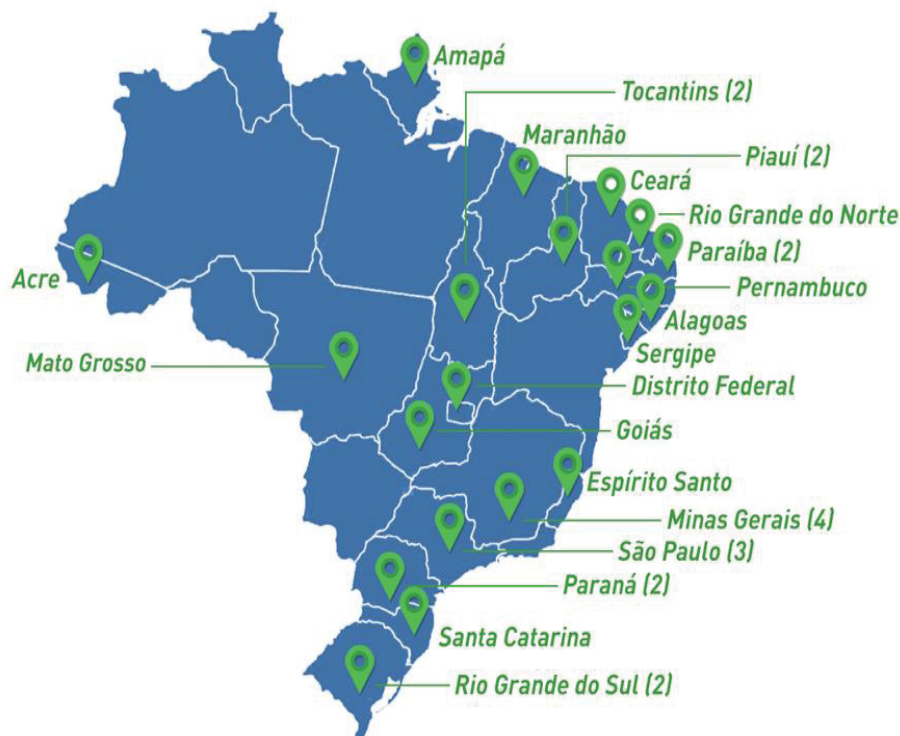 Amapá
Tocantins (2)
Maranhão
Piauí (2)
Ceará
Rio Grande do Norte
Paraíba (2)
Acre
Pernambuco
Alagoas
Sergipe
Mato Grosso
Distrito Federal
Goiás
Espírito Santo
Minas Gerais (4)
São Paulo (3)
Paraná (2)
Santa Catarina
Rio Grande do Sul (2)